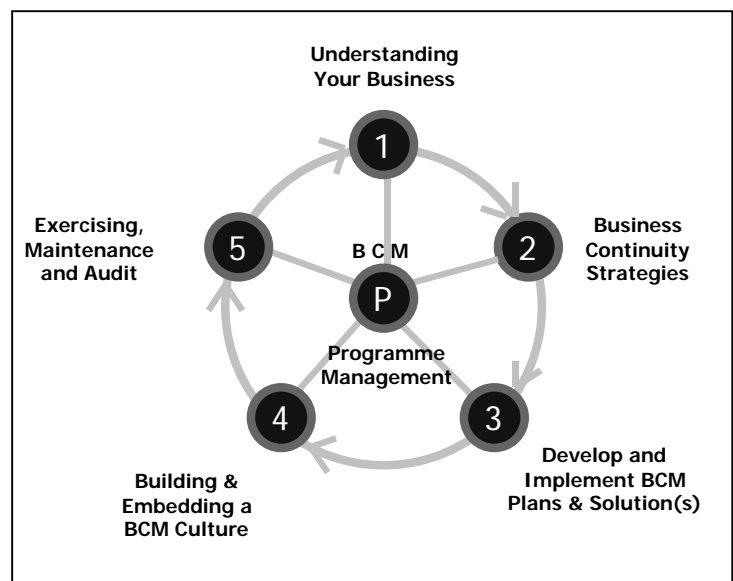 Understanding
Your Business
1
2
Business
Continuity
Strategies
3
Develop and
Implement BCM
Plans & Solution(s)
4
Building &
Embedding a
BCM Culture
5
Exercising,
Maintenance
and Audit
B C M
P
Programme
Management